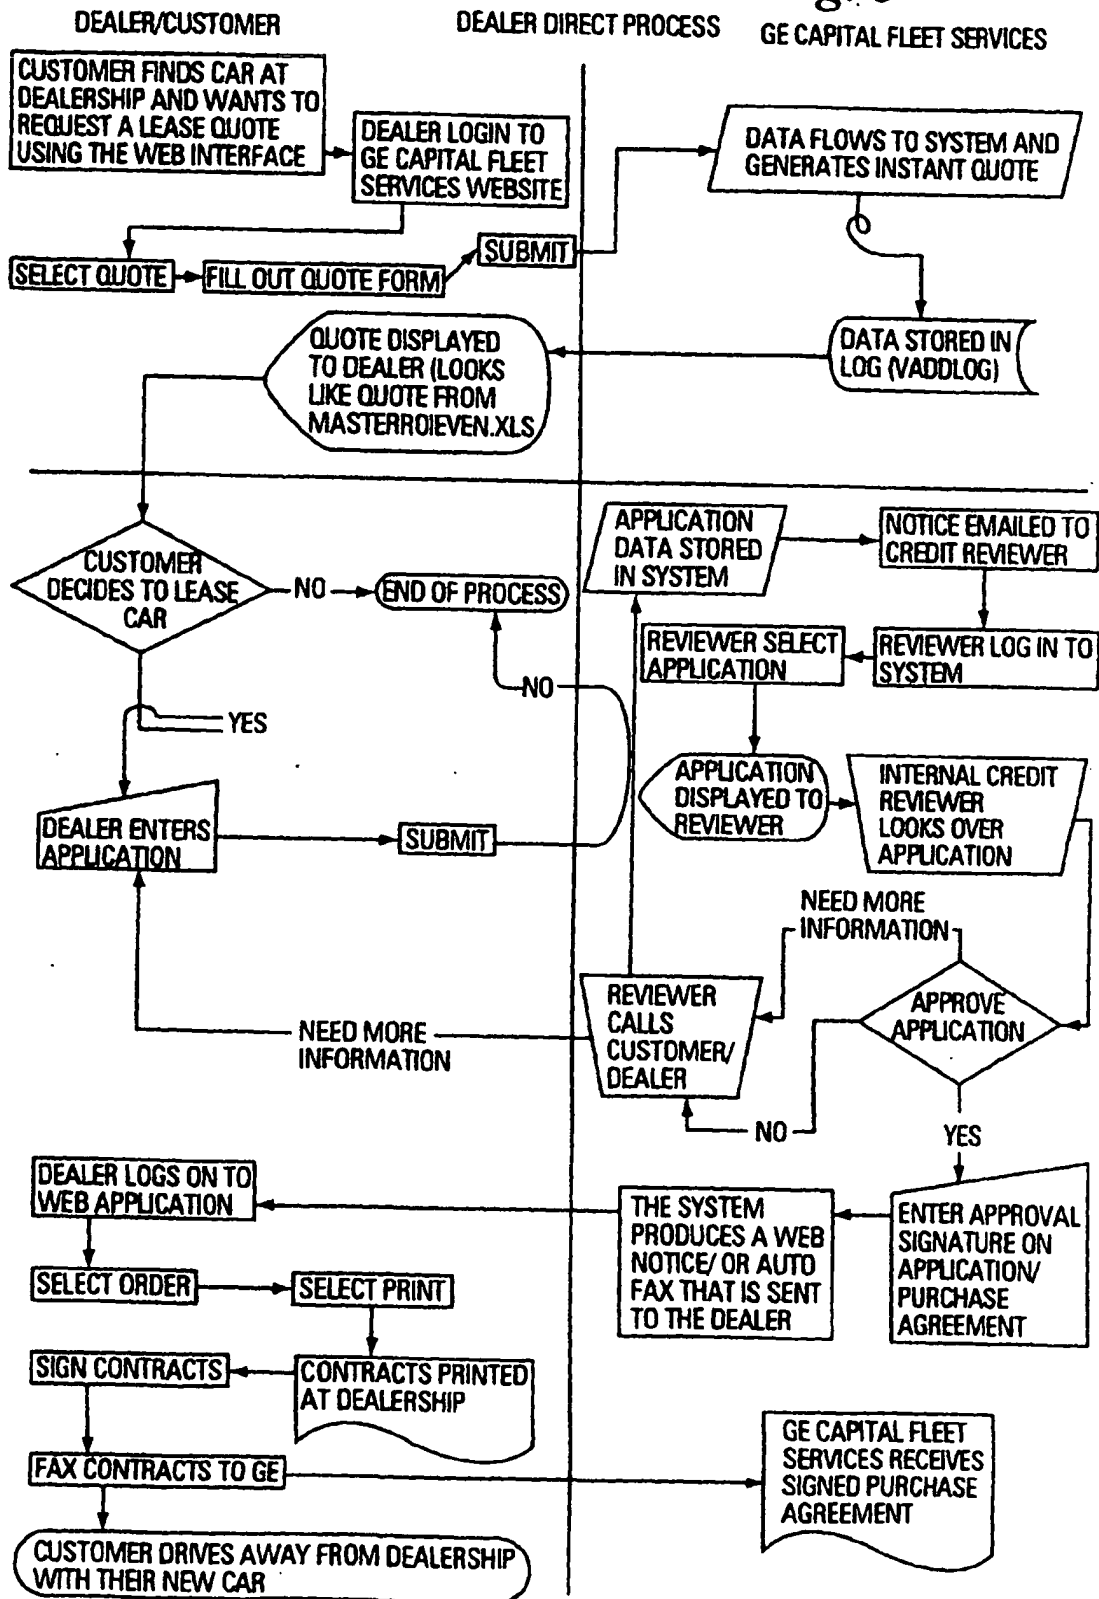 DEALER/CUSTOMER
DEALER DIRECT PROCESS
GE CAPITAL FLEET SERVICES
CUSTOMER FINDS CAR AT
DEALERSHIP AND WANTS TO
REQUEST A LEASE QUOTE
USING THE WEB INTERFACE
DEALER LOGIN TO
GE CAPITAL FLEET
SERVICES WEBSITE
DATA FLOWS TO SYSTEM AND
GENERATES INSTANT QUOTE
SELECT QUOTE
FILL OUT QUOTE FORM
SUBMIT
QUOTE DISPLAYED
TO DEALER (LOOKS
LIKE QUOTE FROM
MASTERROIEVEN.XLS
DATA STORED IN
LOG (VADDLOG)
CUSTOMER
DECIDES TO LEASE
CAR
NO
END OF PROCESS
APPLICATION
DATA STORED
IN SYSTEM
NOTICE EMAILED TO
CREDIT REVIEWER
REVIEWER SELECT
APPLICATION
REVIEWER LOG IN TO
SYSTEM
NO
YES
DEALER ENTERS
APPLICATION
SUBMIT
APPLICATION
DISPLAYED TO
REVIEWER
INTERNAL CREDIT
REVIEWER
LOOKS OVER
APPLICATION
NEED MORE
INFORMATION
NEED MORE
INFORMATION
REVIEWER
CALLS
CUSTOMER/
DEALER
APPROVE
APPLICATION
NO
YES
DEALER LOGS ON TO
WEB APPLICATION
THE SYSTEM
PRODUCES A WEB
NOTICE/ OR AUTO
FAX THAT IS SENT
TO THE DEALER
ENTER APPROVAL
SIGNATURE ON
APPLICATION/
PURCHASE
AGREEMENT
SELECT ORDER
SELECT PRINT
SIGN CONTRACTS
CONTRACTS PRINTED
AT DEALERSHIP
FAX CONTRACTS TO GE
GE CAPITAL FLEET
SERVICES RECEIVES
SIGNED PURCHASE
AGREEMENT
CUSTOMER DRIVES AWAY FROM DEALERSHIP
WITH THEIR NEW CAR